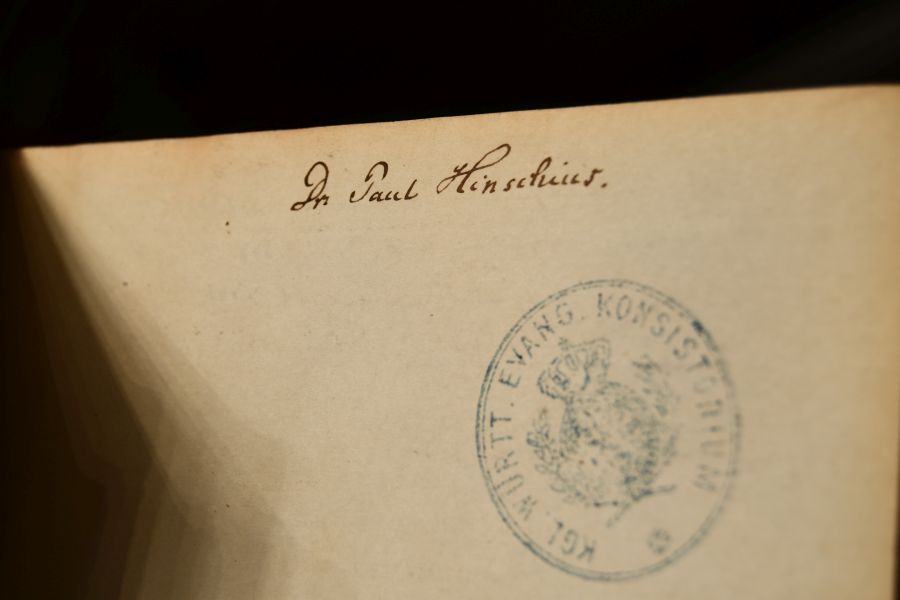 Dr Paul Hinschius.
KGL. WÜRTT. EVANG. KONSISTORIUM